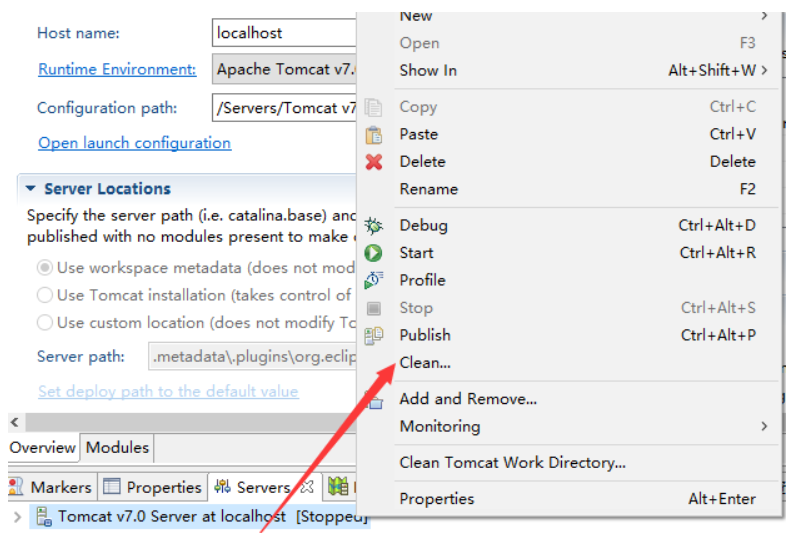 Host name: localhost
Runtime Environment: Apache Tomcat v7.
Configuration path: /Servers/Tomcat v7
Open launch configuration
Server Locations
Specify the server path (i.e. catalina.base) and
published with no modules present to make
Use workspace metadata (does not mod
Use Tomcat installation (takes control of
Use custom location (does not modify To
Server path: .metadata\.plugins\org.eclip
Set deploy path to the default value
Overview Modules
Markers Properties Servers
Tomcat v7.0 Server at localhost [Stopped]
New
Open F3
Show In Alt+Shift+W >
Copy Ctrl+C
Paste Ctrl+V
Delete Delete
Rename F2
Debug Ctrl+Alt+D
Start Ctrl+Alt+R
Profile
Stop Ctrl+Alt+S
Publish Ctrl+Alt+P
Clean...
Add and Remove...
Monitoring
Clean Tomcat Work Directory...
Properties Alt+Enter